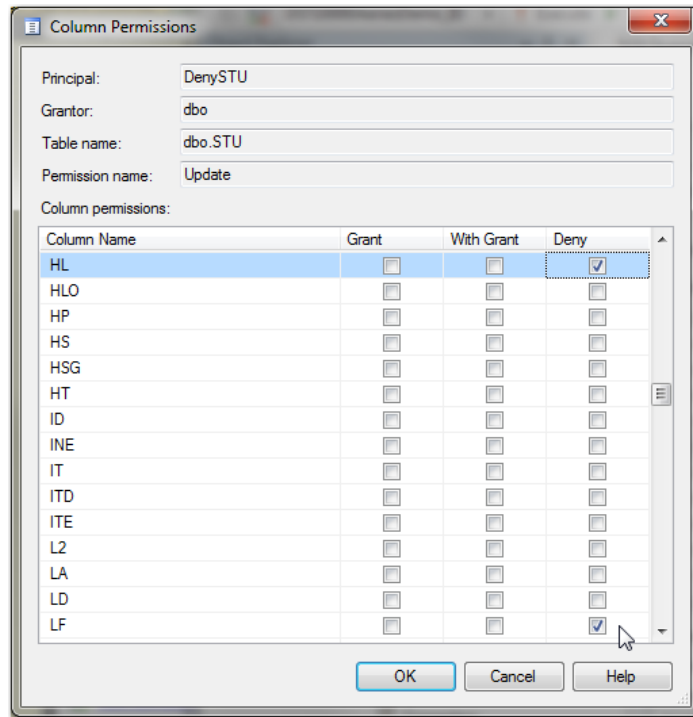 Column Permissions
Principal: DenySTU
Grantor: dbo
Table name: dbo.STU
Permission name: Update
Column permissions:
Column Name Grant With Grant Deny
HL
HLO
HP
HS
HSG
HT
ID
INE
IT
ITD
ITE
L2
LA
LD
LF
OK Cancel Help